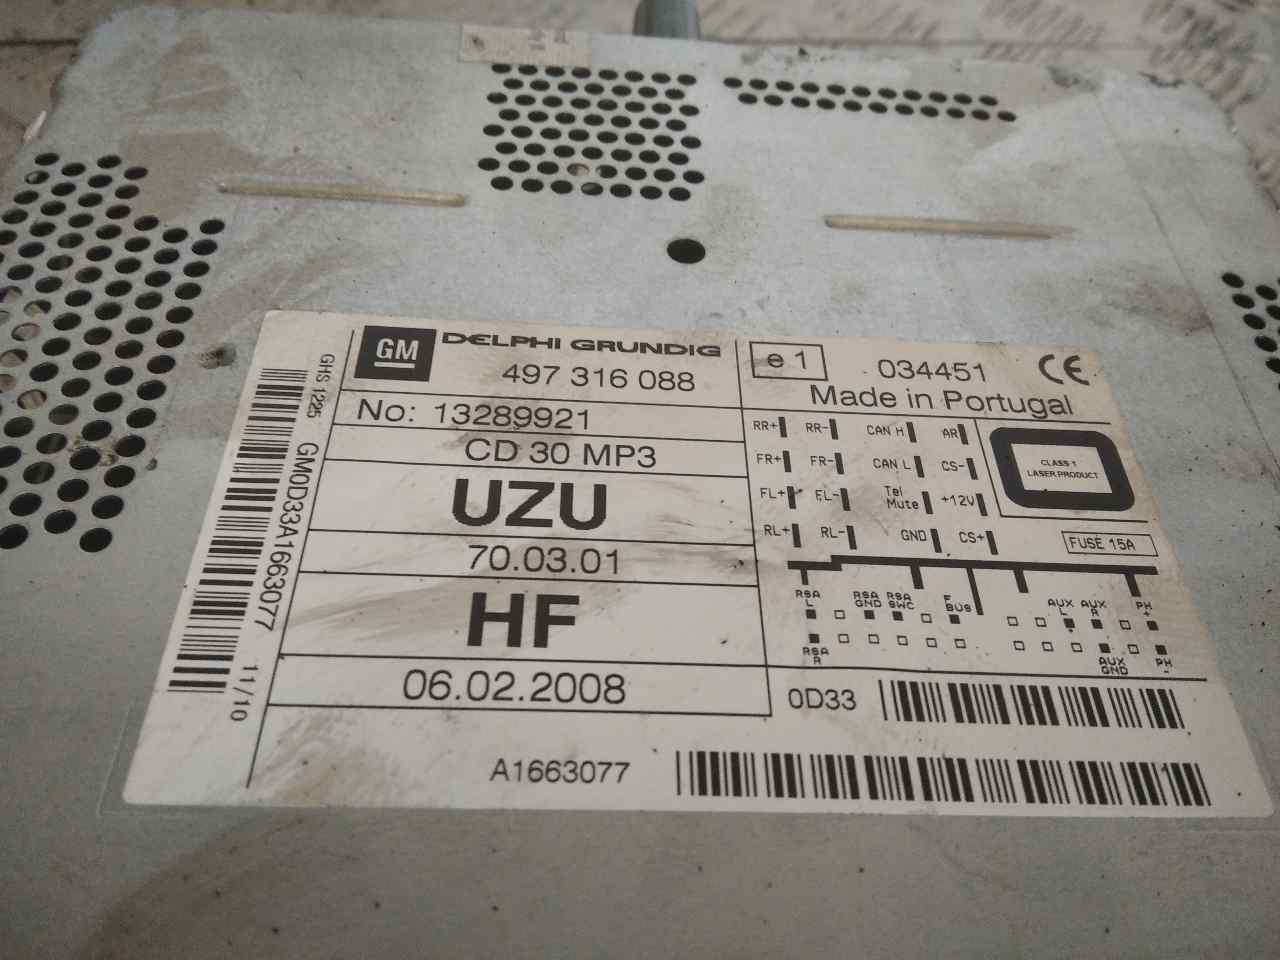 GM DELPHI GRUNDIG
497 316 088
No: 13289921
CD 30 MP3
UZU
70.03.01
HF
06.02.2008
A1663077
GHS 1225 GM0D33A1663077 11/10
e1 034451 CE
Made in Portugal
RR+ RR- CAN H AR
FR+ FR- CAN L CS-
FL+ FL- Tel Mute +12V
RL+ RL- GND CS+
CLASS 1
LASER PRODUCT
FUSE 15A
RSA L RSA GND RSA SWC F BUS AUX L AUX R PH +
RSA R AUX GND PH -
0D33